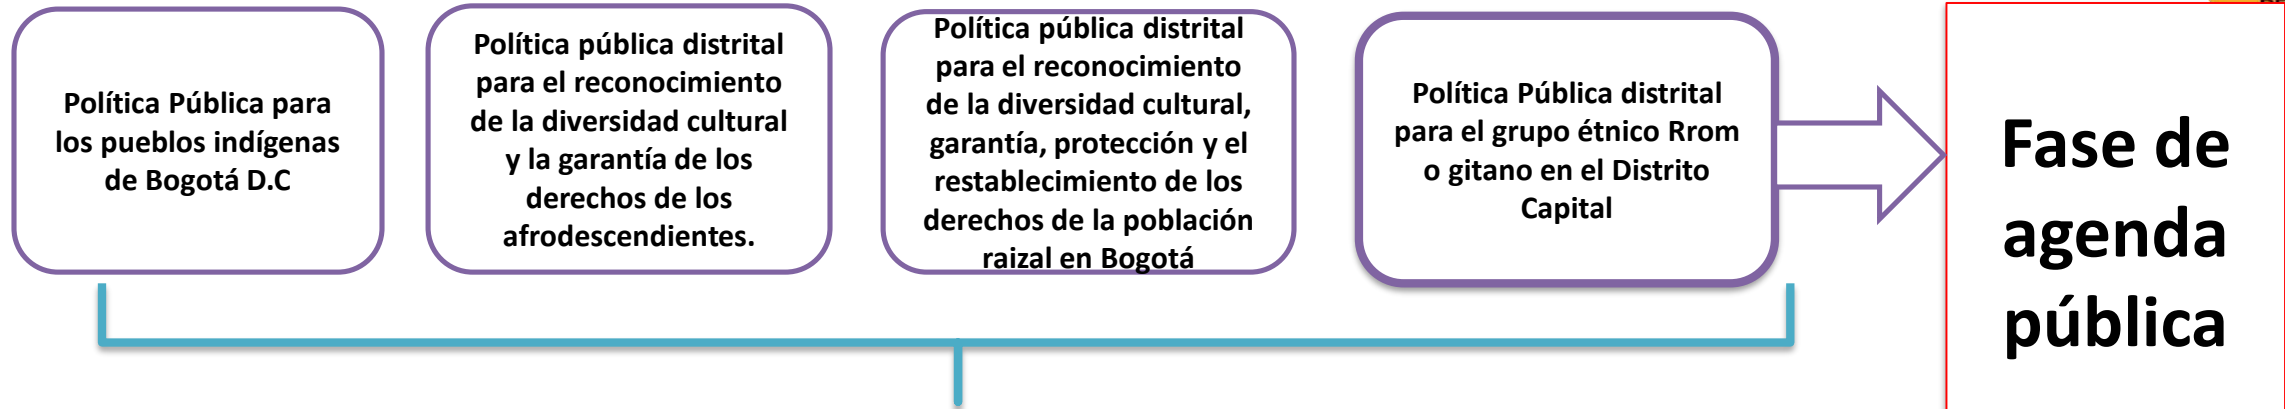 Política Pública para
los pueblos indígenas
de Bogotá D.C
Política pública distrital
para el reconocimiento
de la diversidad cultural
y la garantía de los
derechos de los
afrodescendientes.
Política pública distrital
para el reconocimiento
de la diversidad cultural,
garantía, protección y el
restablecimiento de los
derechos de la población
raizal en Bogotá
Política Pública distrital
para el grupo étnico Rrom
o gitano en el Distrito
Capital
Fase de
agenda
pública